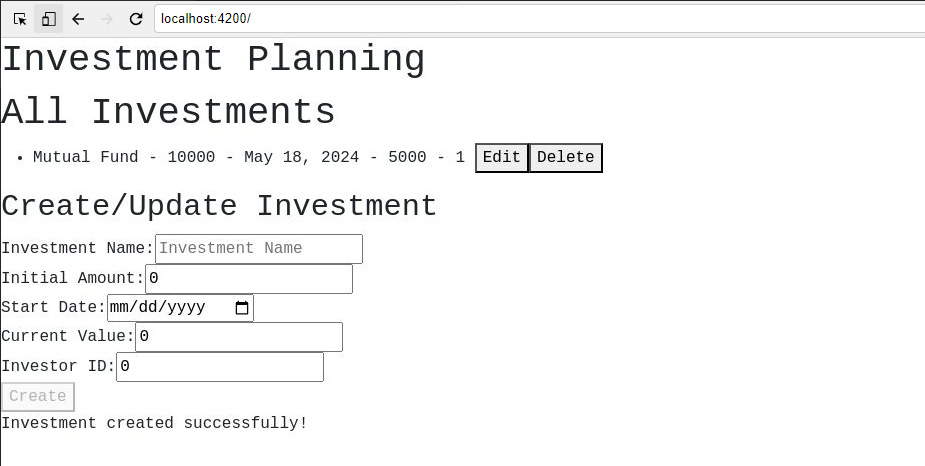 localhost:4200/
Investment Planning
All Investments
• Mutual Fund - 10000 - May 18, 2024 - 5000 - 1 Edit Delete
Create/Update Investment
Investment Name: Investment Name
Initial Amount: 0
Start Date: mm/dd/yyyy
Current Value: 0
Investor ID: 0
Create
Investment created successfully!